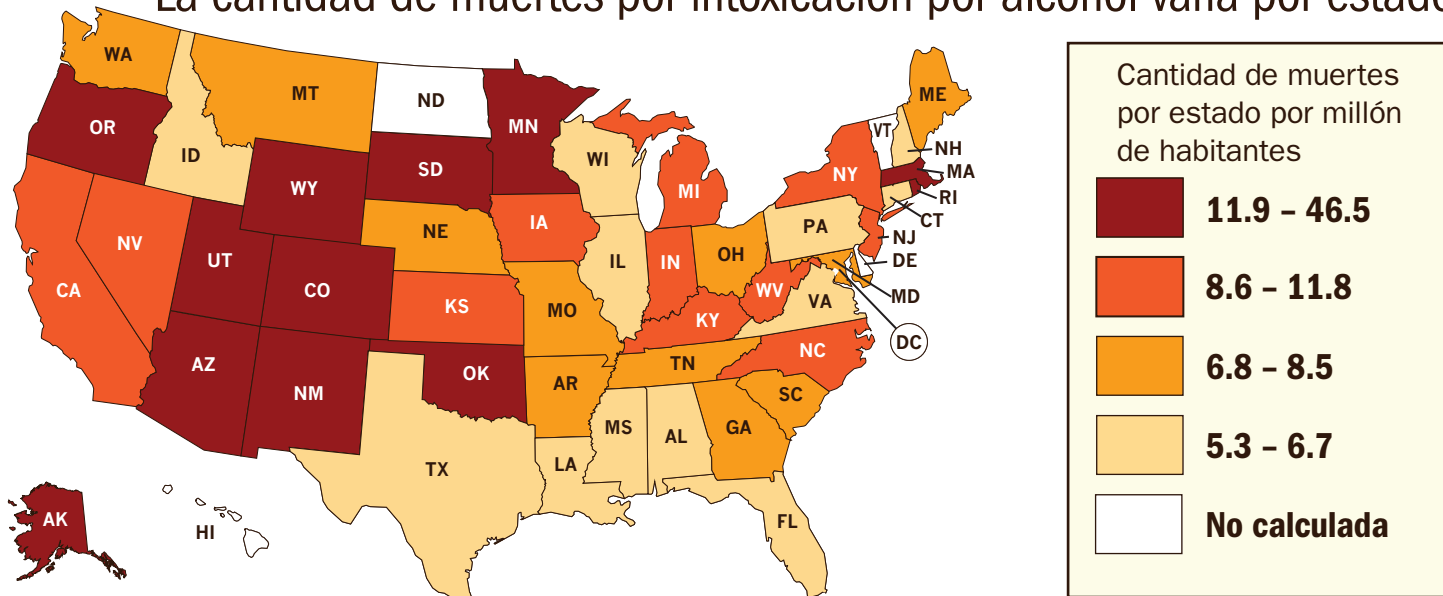 La cantidad de muertes por intoxicación por alcohol varía por estado
WA
MT
ND
MN
ME
OR
ID
WY
SD
WI
MI
NY
VT
NH
MA
RI
CT
NJ
DE
MD
DC
NV
UT
CO
NE
IA
IL
IN
OH
PA
WV
VA
CA
KS
MO
KY
NC
AZ
NM
OK
AR
TN
SC
TX
LA
MS
AL
GA
FL
AK
HI
Cantidad de muertes
por estado por millón
de habitantes
11.9 – 46.5
8.6 – 11.8
6.8 – 8.5
5.3 – 6.7
No calculada